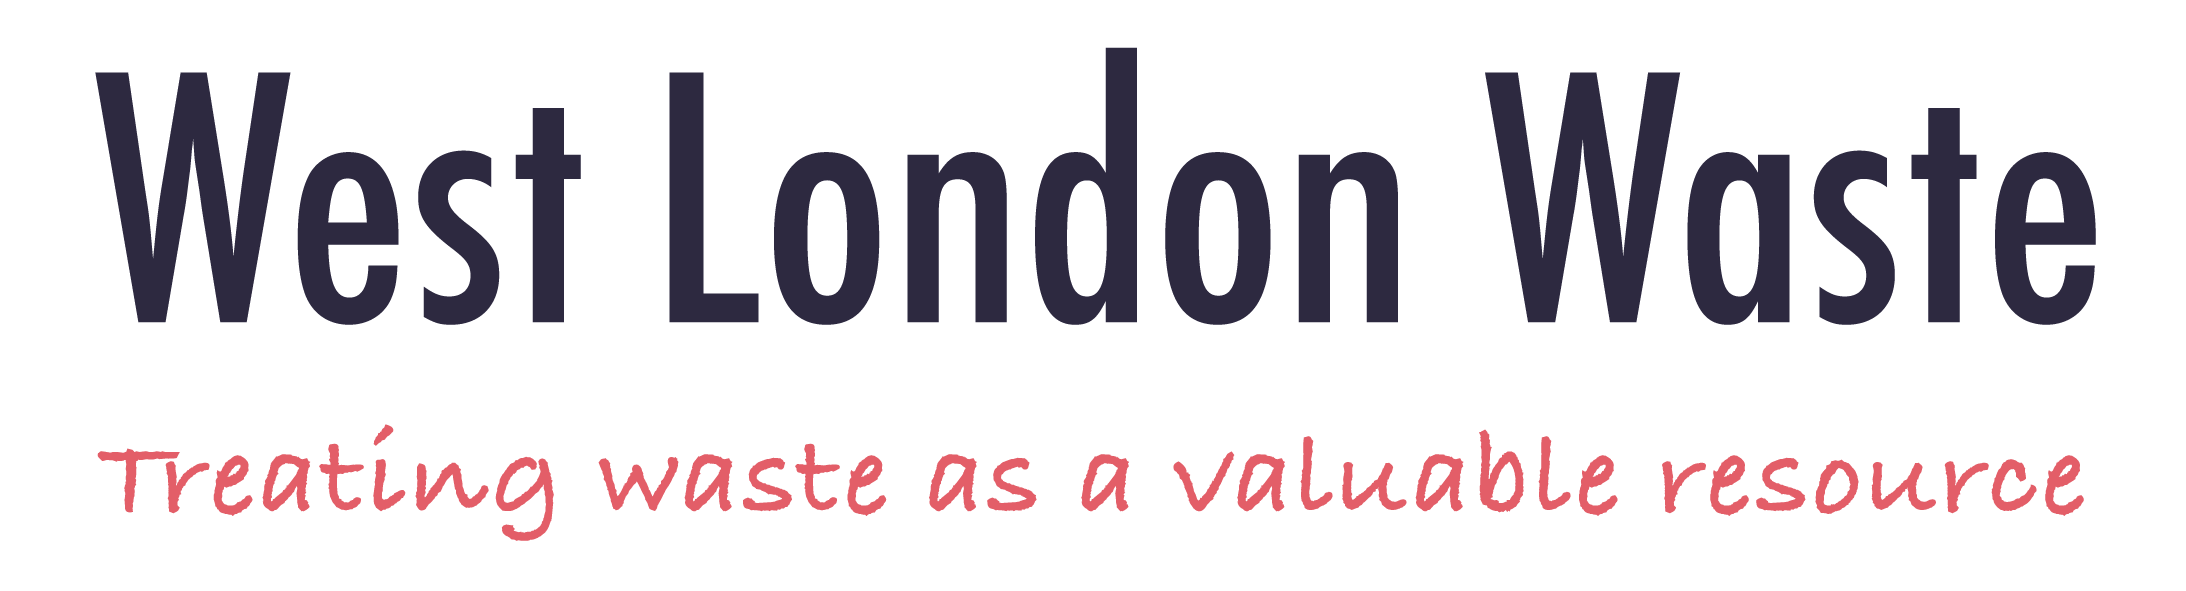 West London Waste
Treating waste as a valuable resource